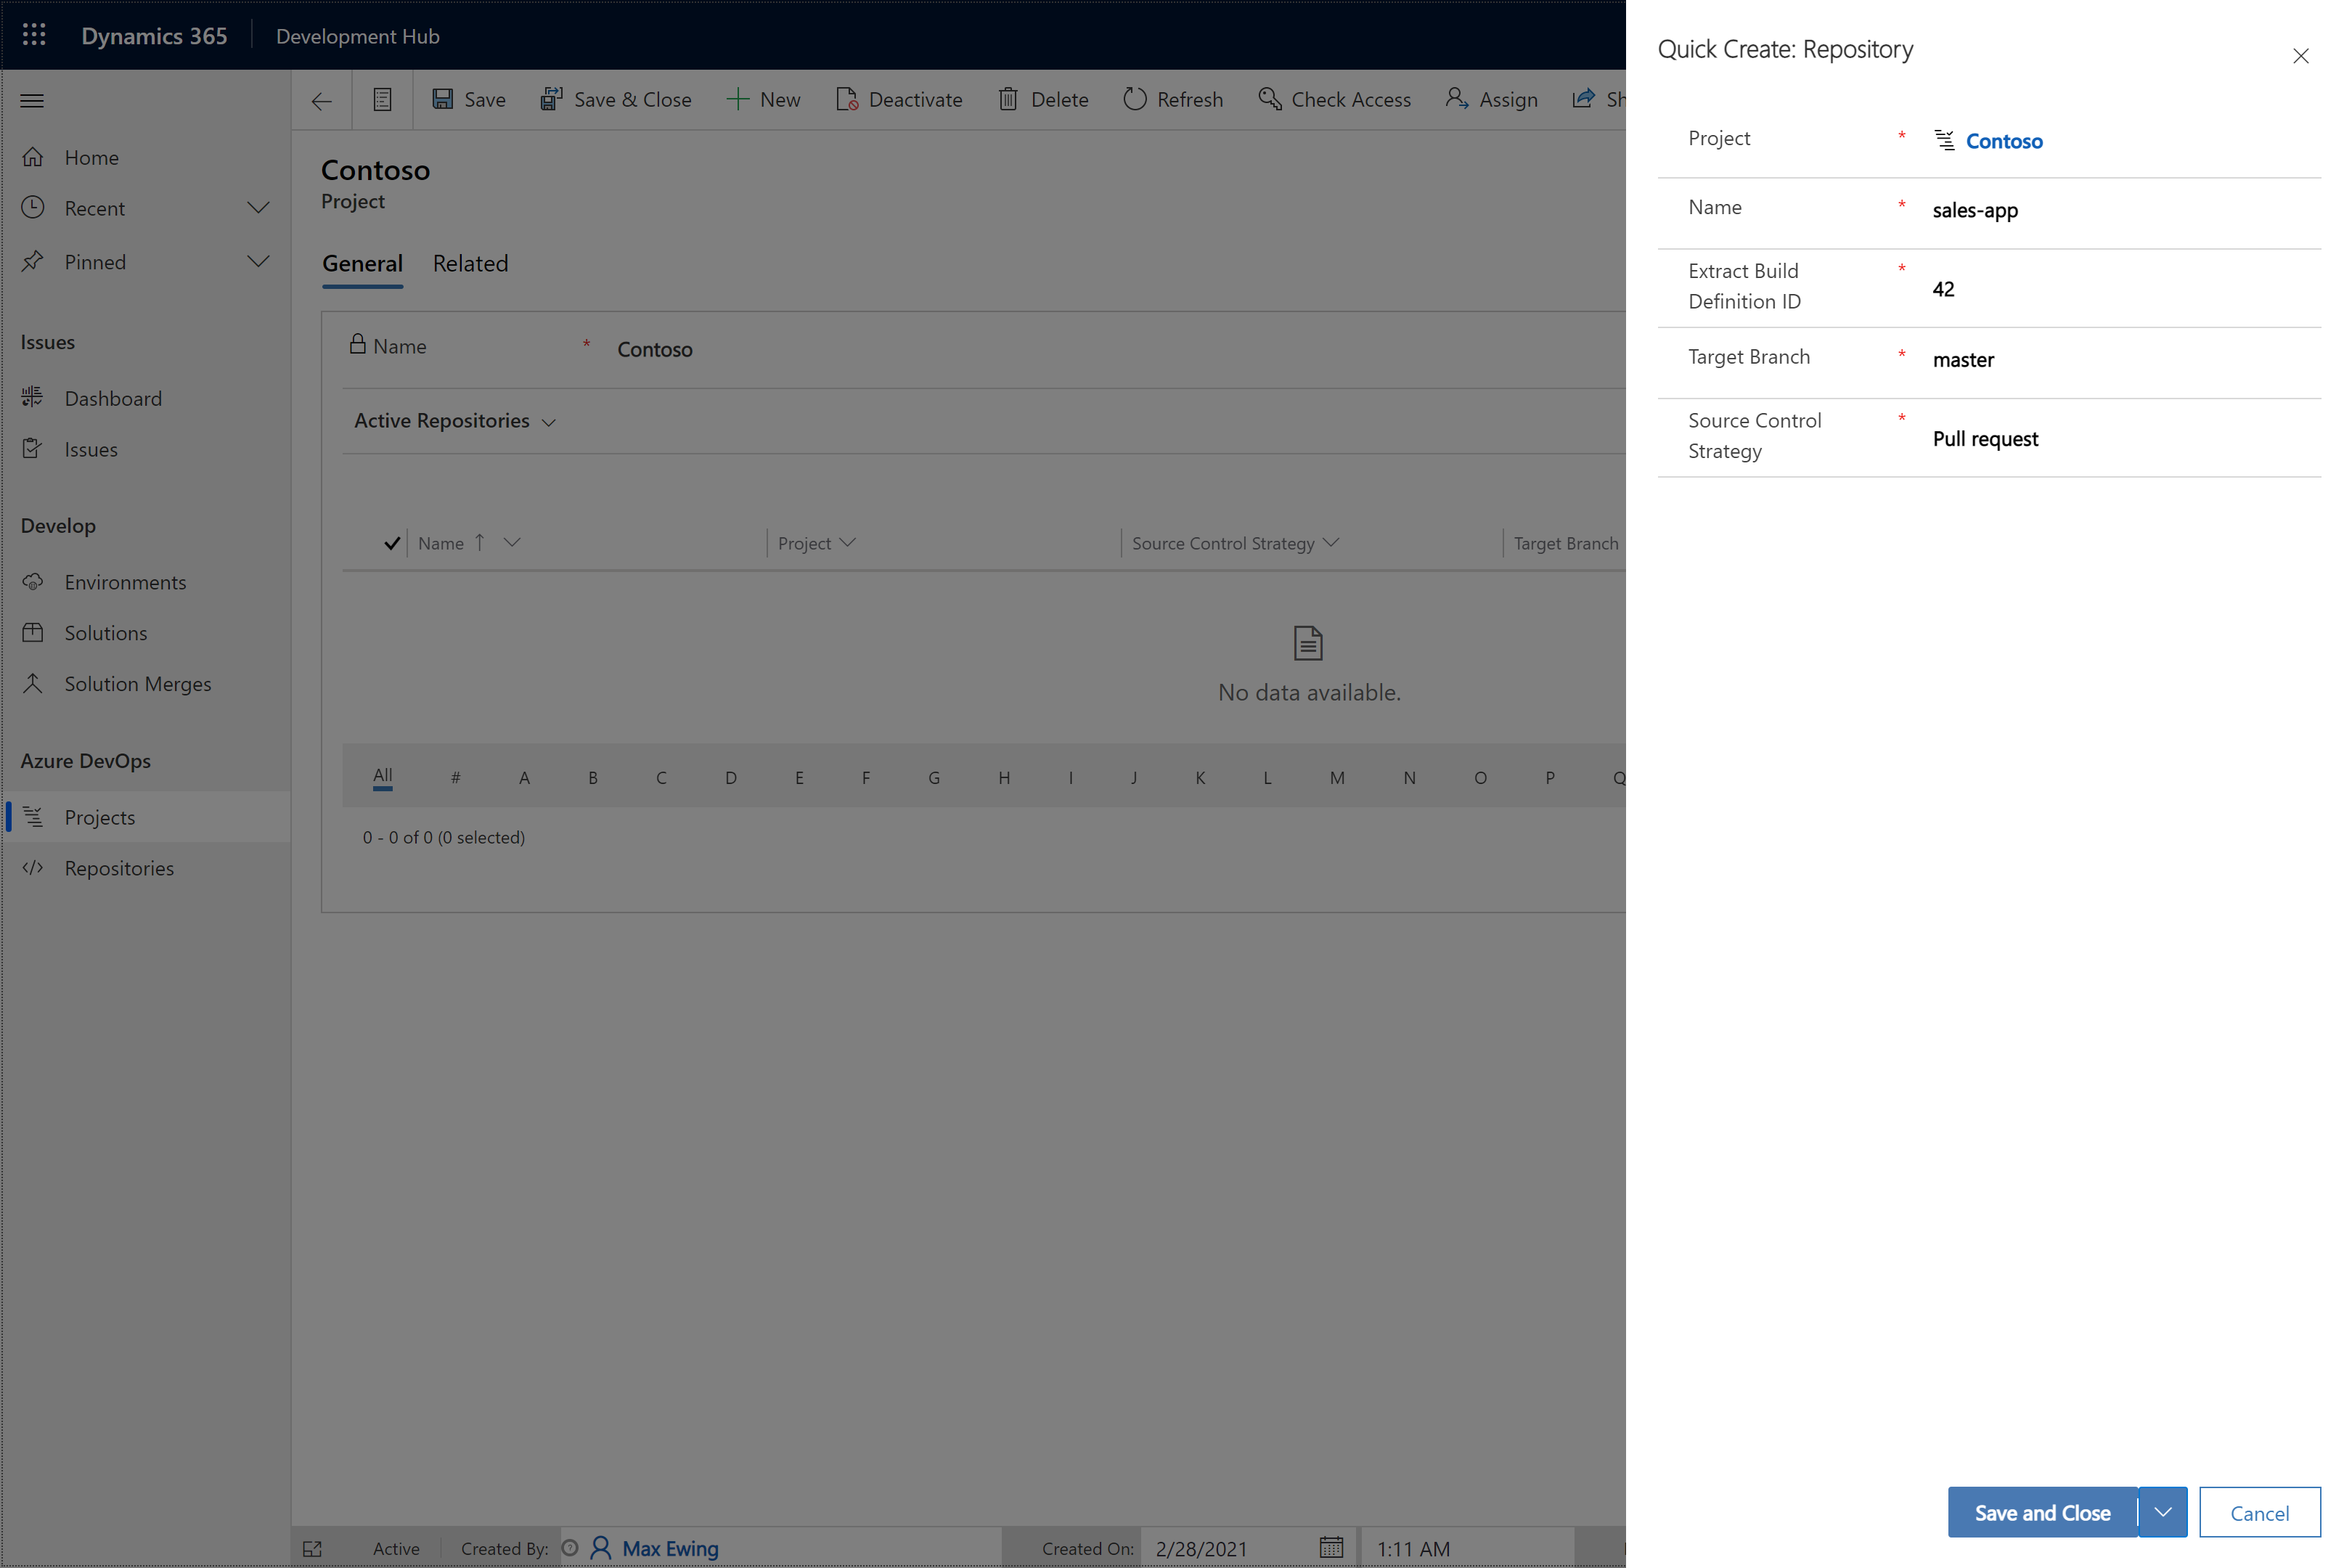 Dynamics 365
Development Hub
Save
Save & Close
New
Deactivate
Delete
Refresh
Check Access
Assign
Sh
Home
Recent
Pinned
Issues
Dashboard
Issues
Develop
Environments
Solutions
Solution Merges
Azure DevOps
Projects
Repositories
Contoso
Project
General Related
Name * Contoso
Active Repositories
Name Project Source Control Strategy Target Branch
No data available.
All # A B C D E F G H I J K L M N O P Q
0 - 0 of 0 (0 selected)
Active Created By: Max Ewing Created On: 2/28/2021 1:11 AM
Quick Create: Repository
Project * Contoso
Name * sales-app
Extract Build * 
Definition ID
42
Target Branch * master
Source Control *
Strategy
Pull request
Save and Close
Cancel